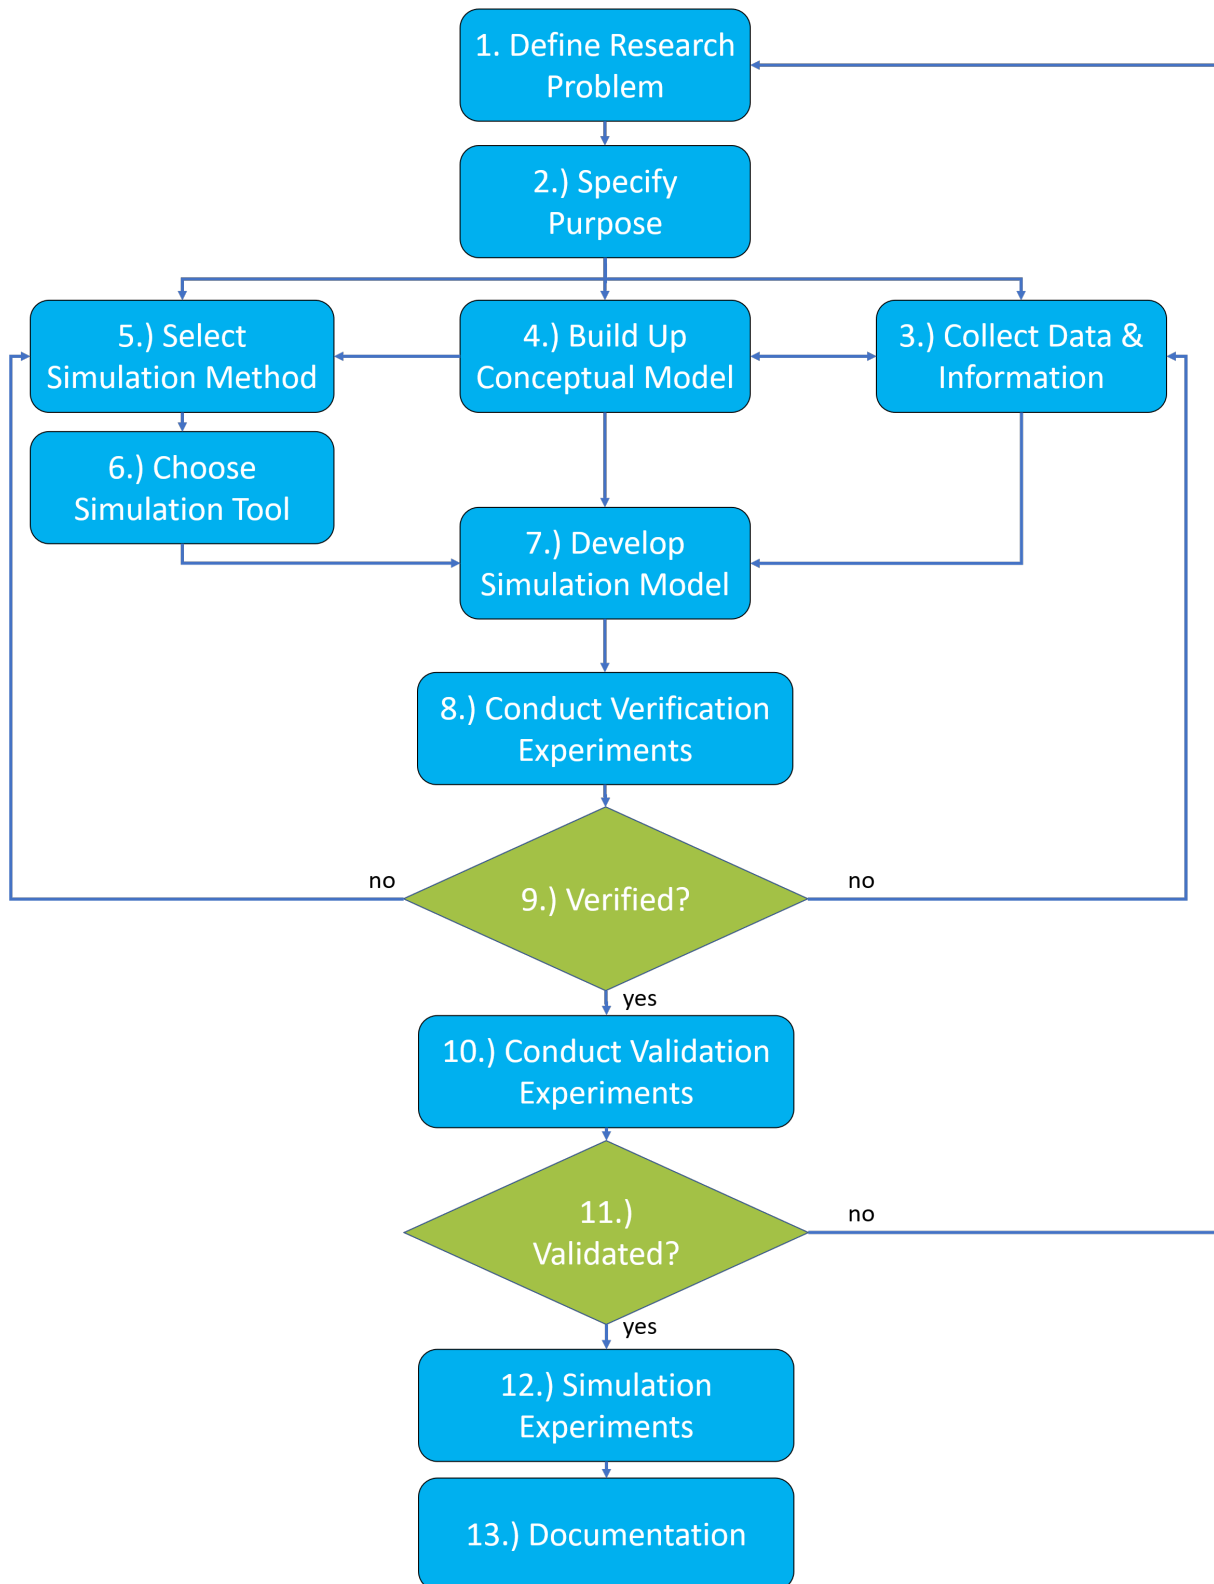 1. Define Research
Problem
2.) Specify
Purpose
5.) Select
Simulation Method
4.) Build Up
Conceptual Model
3.) Collect Data &
Information
6.) Choose
Simulation Tool
7.) Develop
Simulation Model
8.) Conduct Verification
Experiments
no
9.) Verified?
no
yes
10.) Conduct Validation
Experiments
11.)
Validated?
no
yes
12.) Simulation
Experiments
13.) Documentation